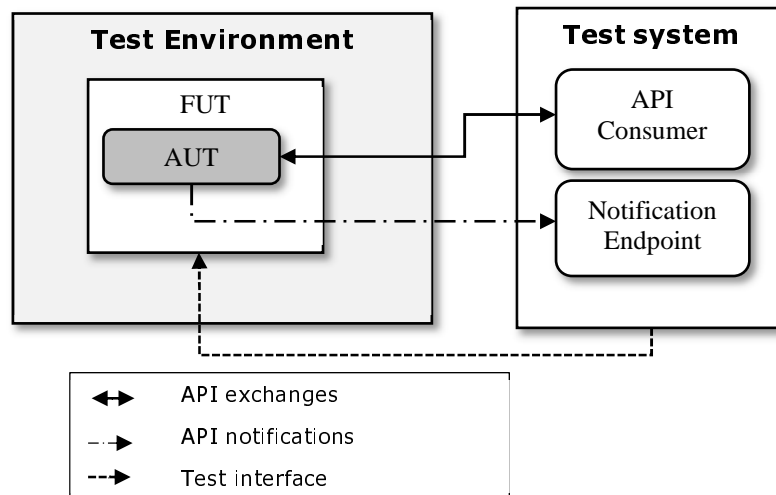 Test Environment
FUT
AUT
Test system
API
Consumer
Notification
Endpoint
API exchanges
API notifications
Test interface